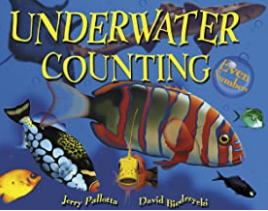 UNDERWATER
COUNTING
Even
Numbers
Jerry Pallotta
David Biedrzycki